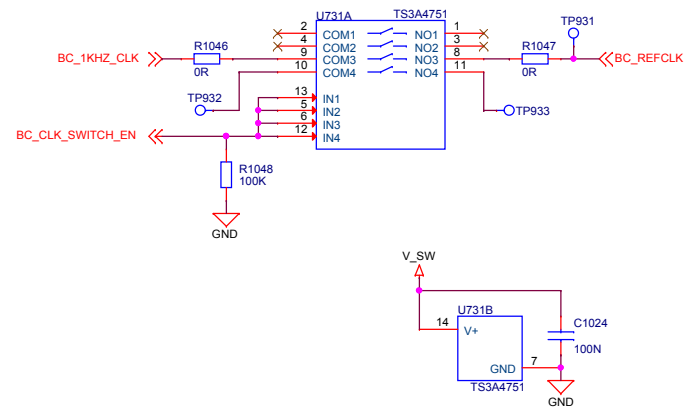 U731A TS3A4751
2 COM1 NO1 1
4 COM2 NO2 3
9 COM3 NO3 8
10 COM4 NO4 11
13 IN1
5 IN2
6 IN3
12 IN4
TP931
BC_1KHZ_CLK R1046 0R
R1047 0R BC_REFCLK
TP932
TP933
BC_CLK_SWITCH_EN
R1048
100K
GND
V_SW
U731B
14 V+
C1024
100N
GND 7
TS3A4751
GND